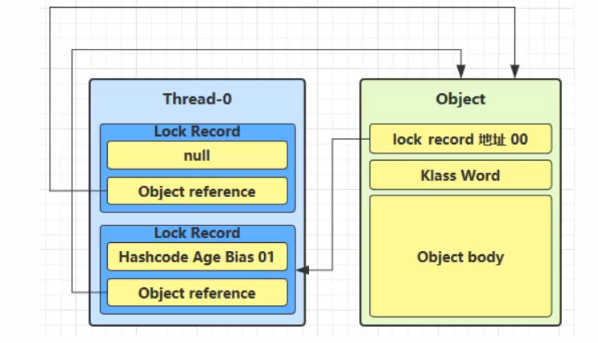 Thread-0
Lock Record
null
Object reference
Lock Record
Hashcode Age Bias 01
Object reference
Object
lock record 地址 00
Klass Word
Object body